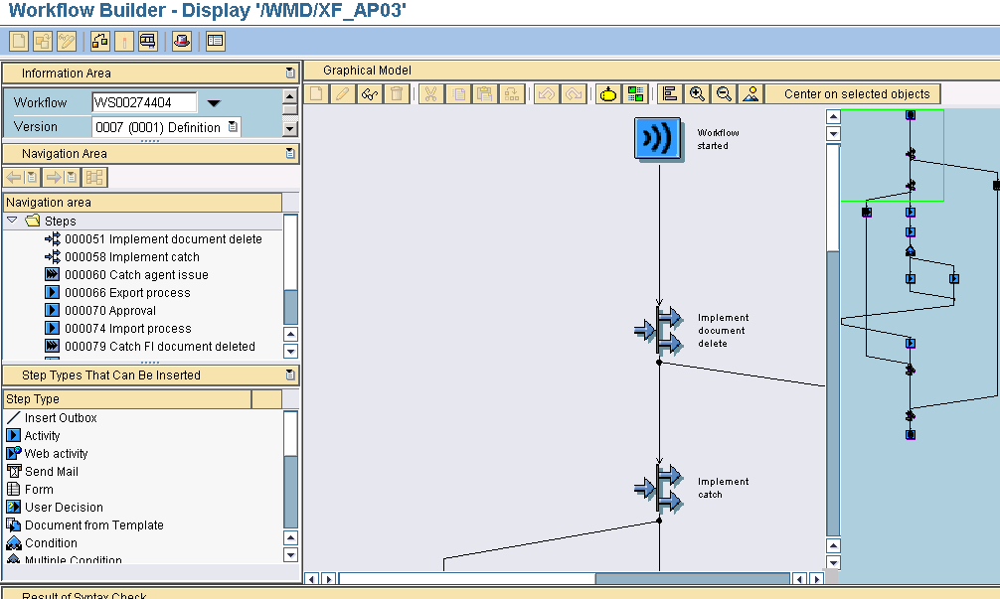 Workflow Builder - Display '/WMD/XF_AP03'
Information Area
Workflow WS00274404
Version 0007 (0001) Definition
Navigation Area
Navigation area
Steps
000051 Implement document delete
000058 Implement catch
000060 Catch agent issue
000066 Export process
000070 Approval
000074 Import process
000079 Catch FI document deleted
Step Types That Can Be Inserted
Step Type
Insert Outbox
Activity
Web activity
Send Mail
Form
User Decision
Document from Template
Condition
Multiple Condition
Graphical Model
Center on selected objects
Workflow
started
Implement
document
delete
Implement
catch
Result of Syntax Check